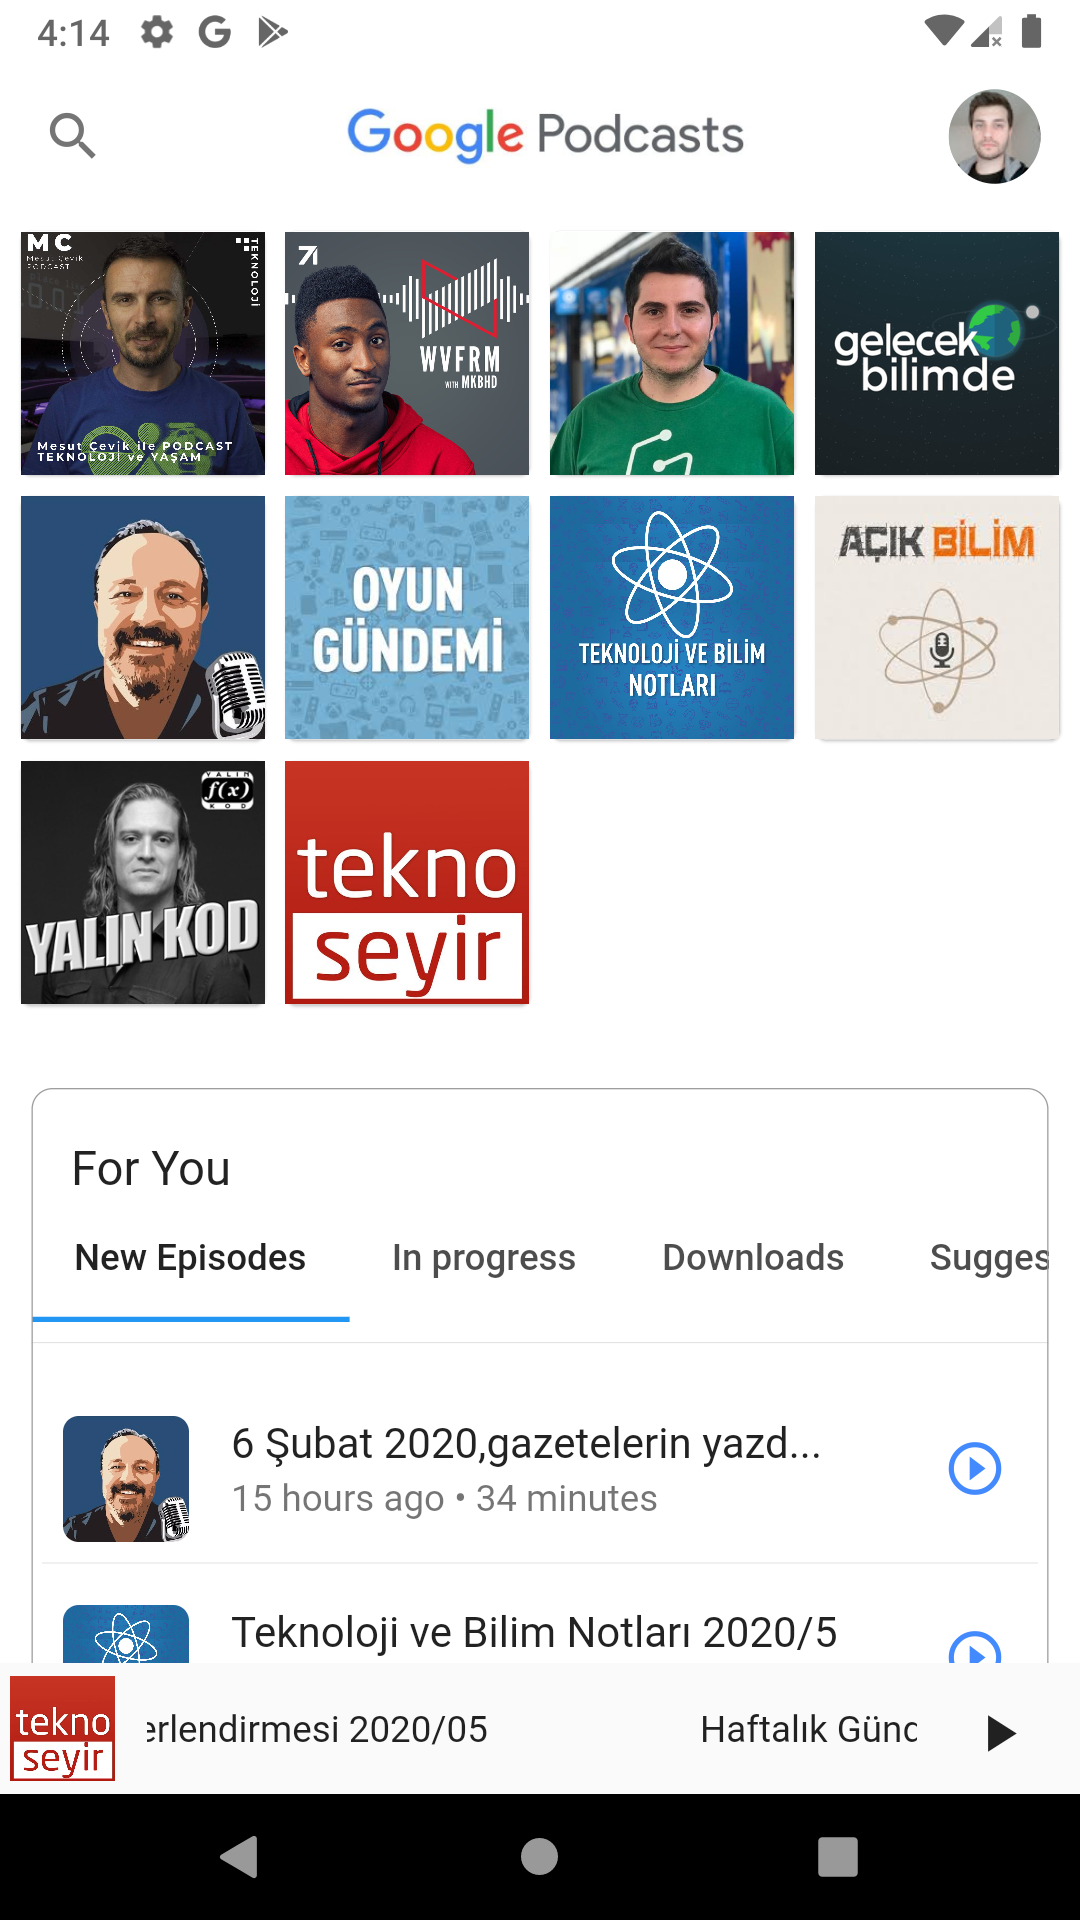 4:14
Google Podcasts
MC
Mesut Çevik
PODCAST
TEKNOLOJİ
Mesut Çevik ile PODCAST
TEKNOLOJİ ve YAŞAM
WVFRM
WITH MKBHD
gelecek
bilimde
OYUN
GÜNDEMİ
TEKNOLOJİ VE BİLİM
NOTLARI
AÇIK BİLİM
YALIN
f(x)
KOD
YALIN KOD
tekno
seyir
For You
New Episodes
In progress
Downloads
Sugges
6 Şubat 2020,gazetelerin yazd...
15 hours ago • 34 minutes
Teknoloji ve Bilim Notları 2020/5
tekno
seyir
erlendirmesi 2020/05
Haftalık Günd